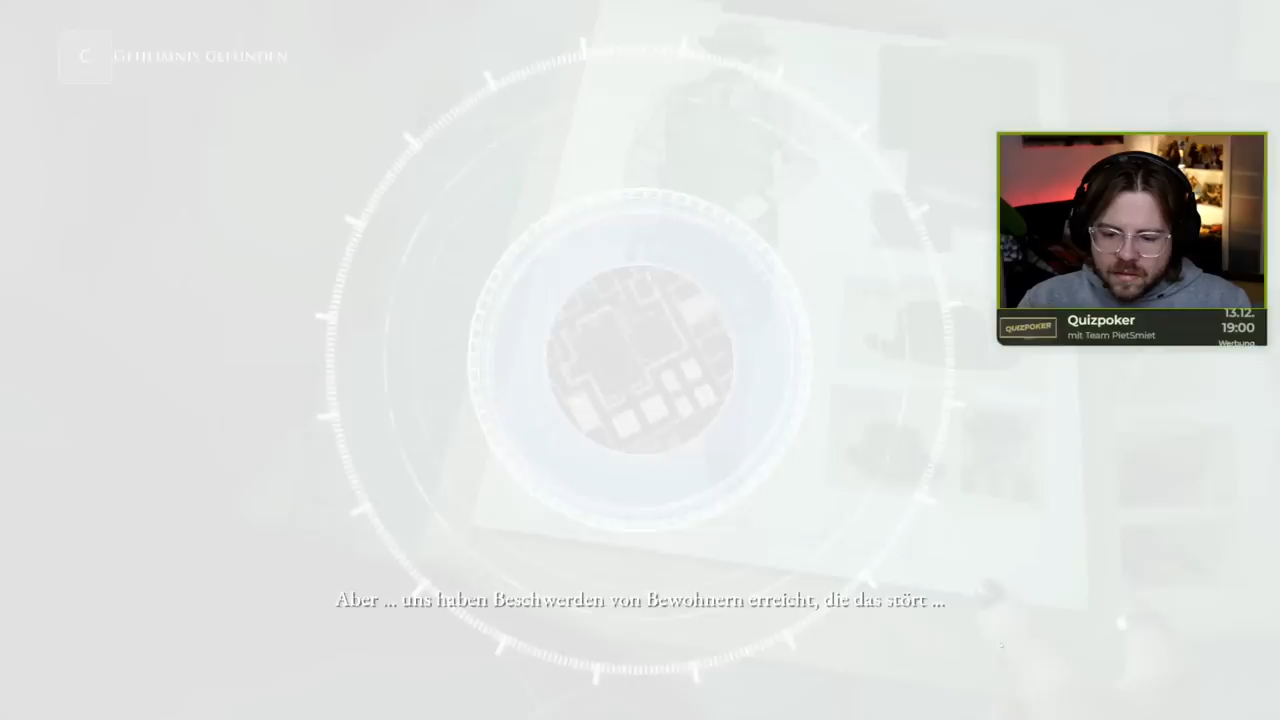 C GEHEIMNIS GEFUNDEN
13.12.
Quizpoker
QUIZPOKER
19:00
mit Team PietSmiet
Werbung
Aber ... uns haben Beschwerden von Bewohnern erreicht, die das stört ...